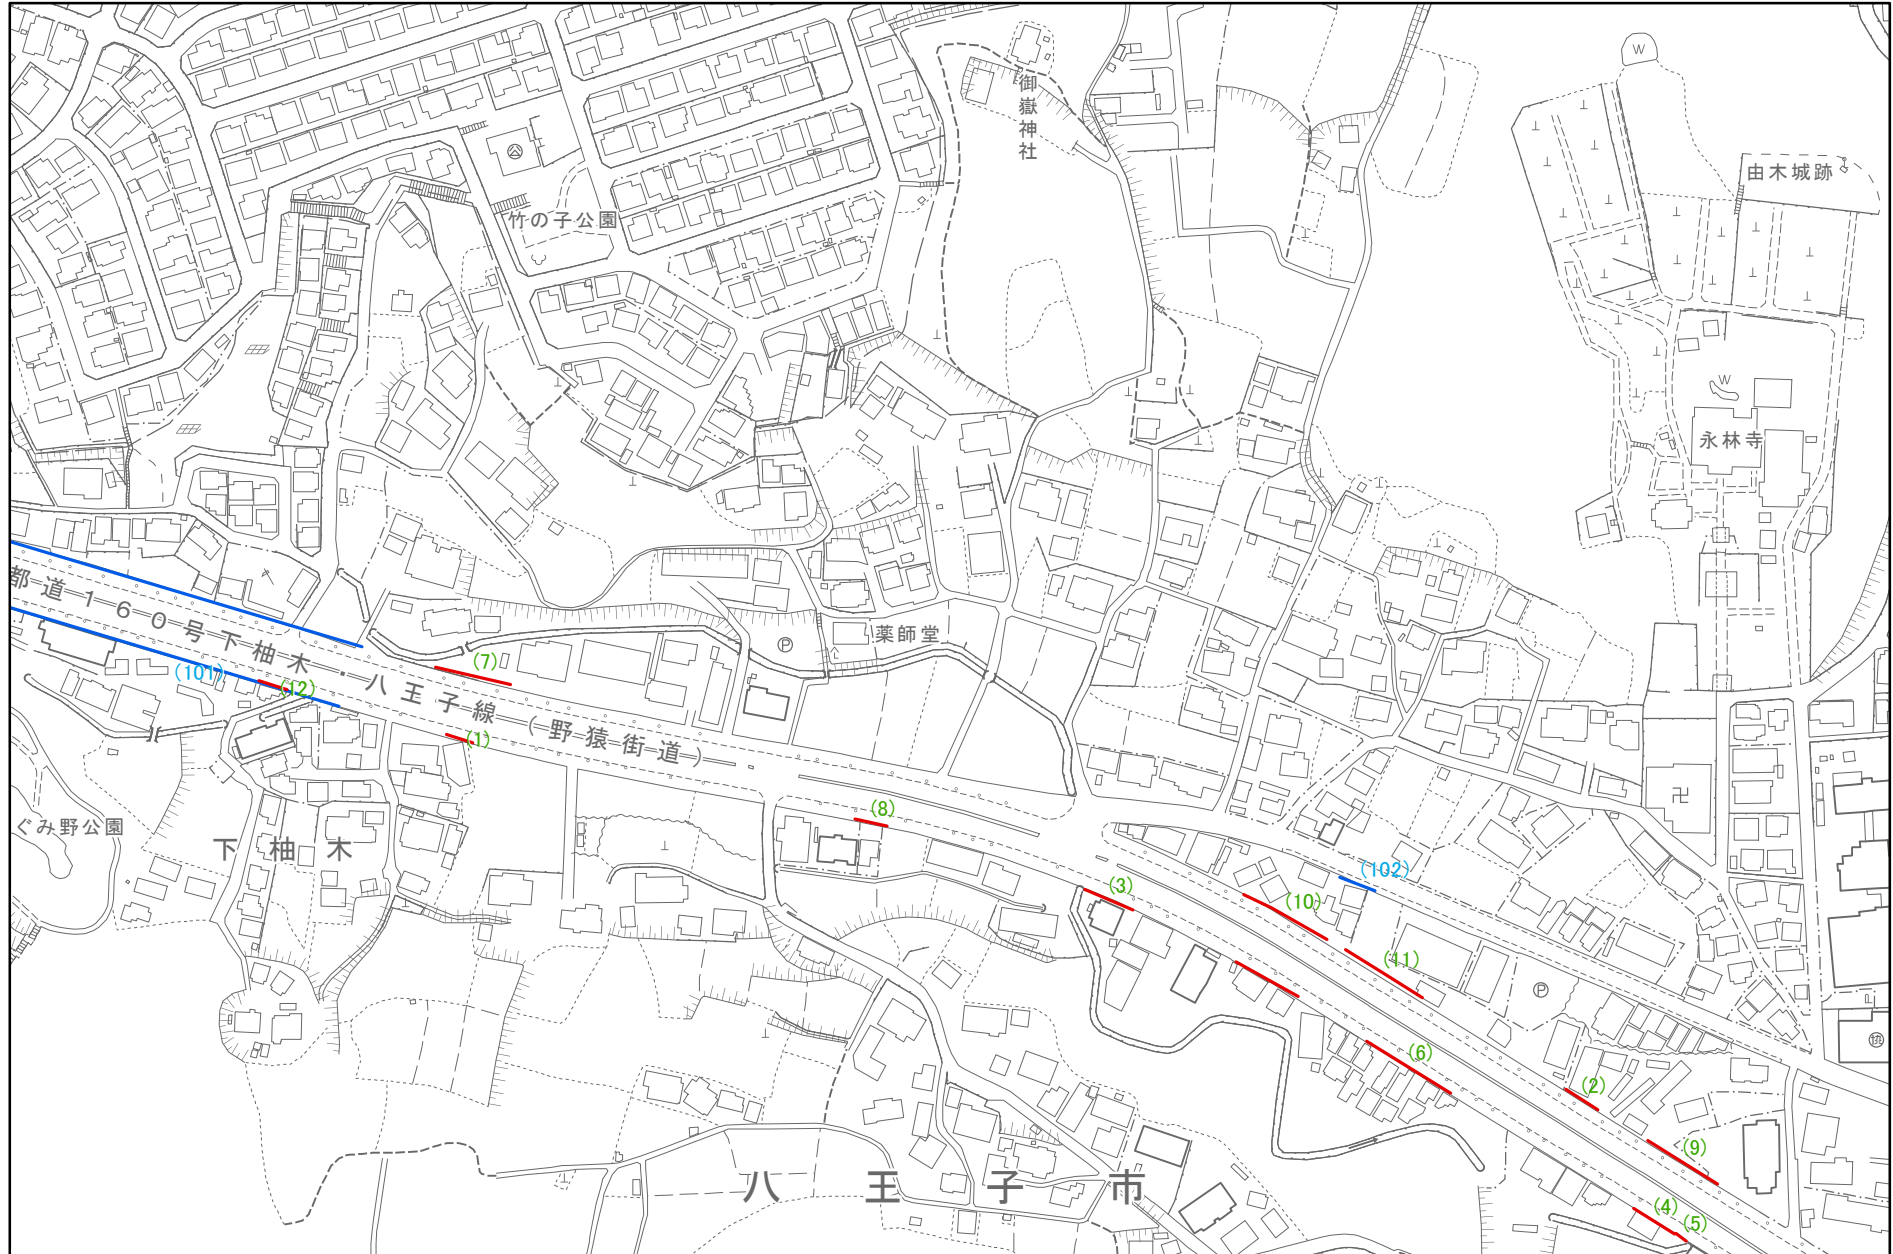 御嶽神社
由木城跡
竹の子公園
永林寺
都道160号下柚木・八王子線（野猿街道）
薬師堂
(101)
(12)
(7)
(1)
ぐみ野公園
下柚木
(8)
(3)
(10)
(102)
(11)
(6)
(2)
(9)
(4)
(5)
八王子市
W
W
P
P
協